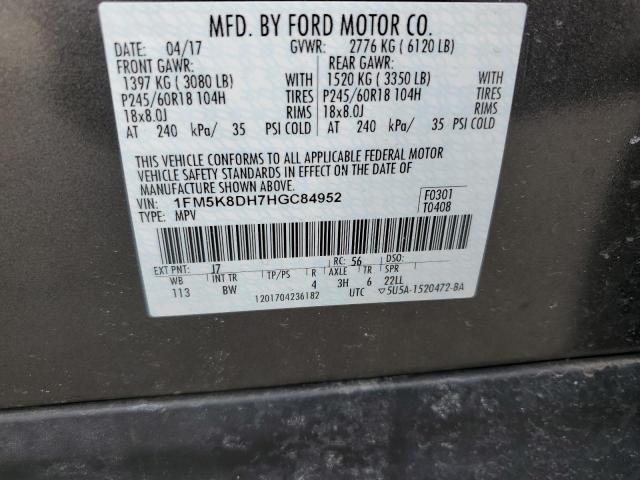 MFD. BY FORD MOTOR CO.
DATE: 04/17 GVWR: 2776 KG ( 6120 LB)
FRONT GAWR: REAR GAWR:
1397 KG ( 3080 LB) WITH 1520 KG ( 3350 LB) WITH
P245/60R18 104H TIRES P245/60R18 104H TIRES
18x8.0J RIMS 18x8.0J RIMS
AT 240 kPa/ 35 PSI COLD AT 240 kPa/ 35 PSI COLD
THIS VEHICLE CONFORMS TO ALL APPLICABLE FEDERAL MOTOR
VEHICLE SAFETY STANDARDS IN EFFECT ON THE DATE OF
MANUFACTURE SHOWN ABOVE.
VIN: 1FM5K8DH7HGC84952 F0301
TYPE: MPV T0408
EXT PNT: J7 RC: 56 DSO:
WB INT TR TP/PS R AXLE TR SPR
113 BW 4 3H 6 22LL
1201704236182 UTC ▽5U5A-1520472-BA